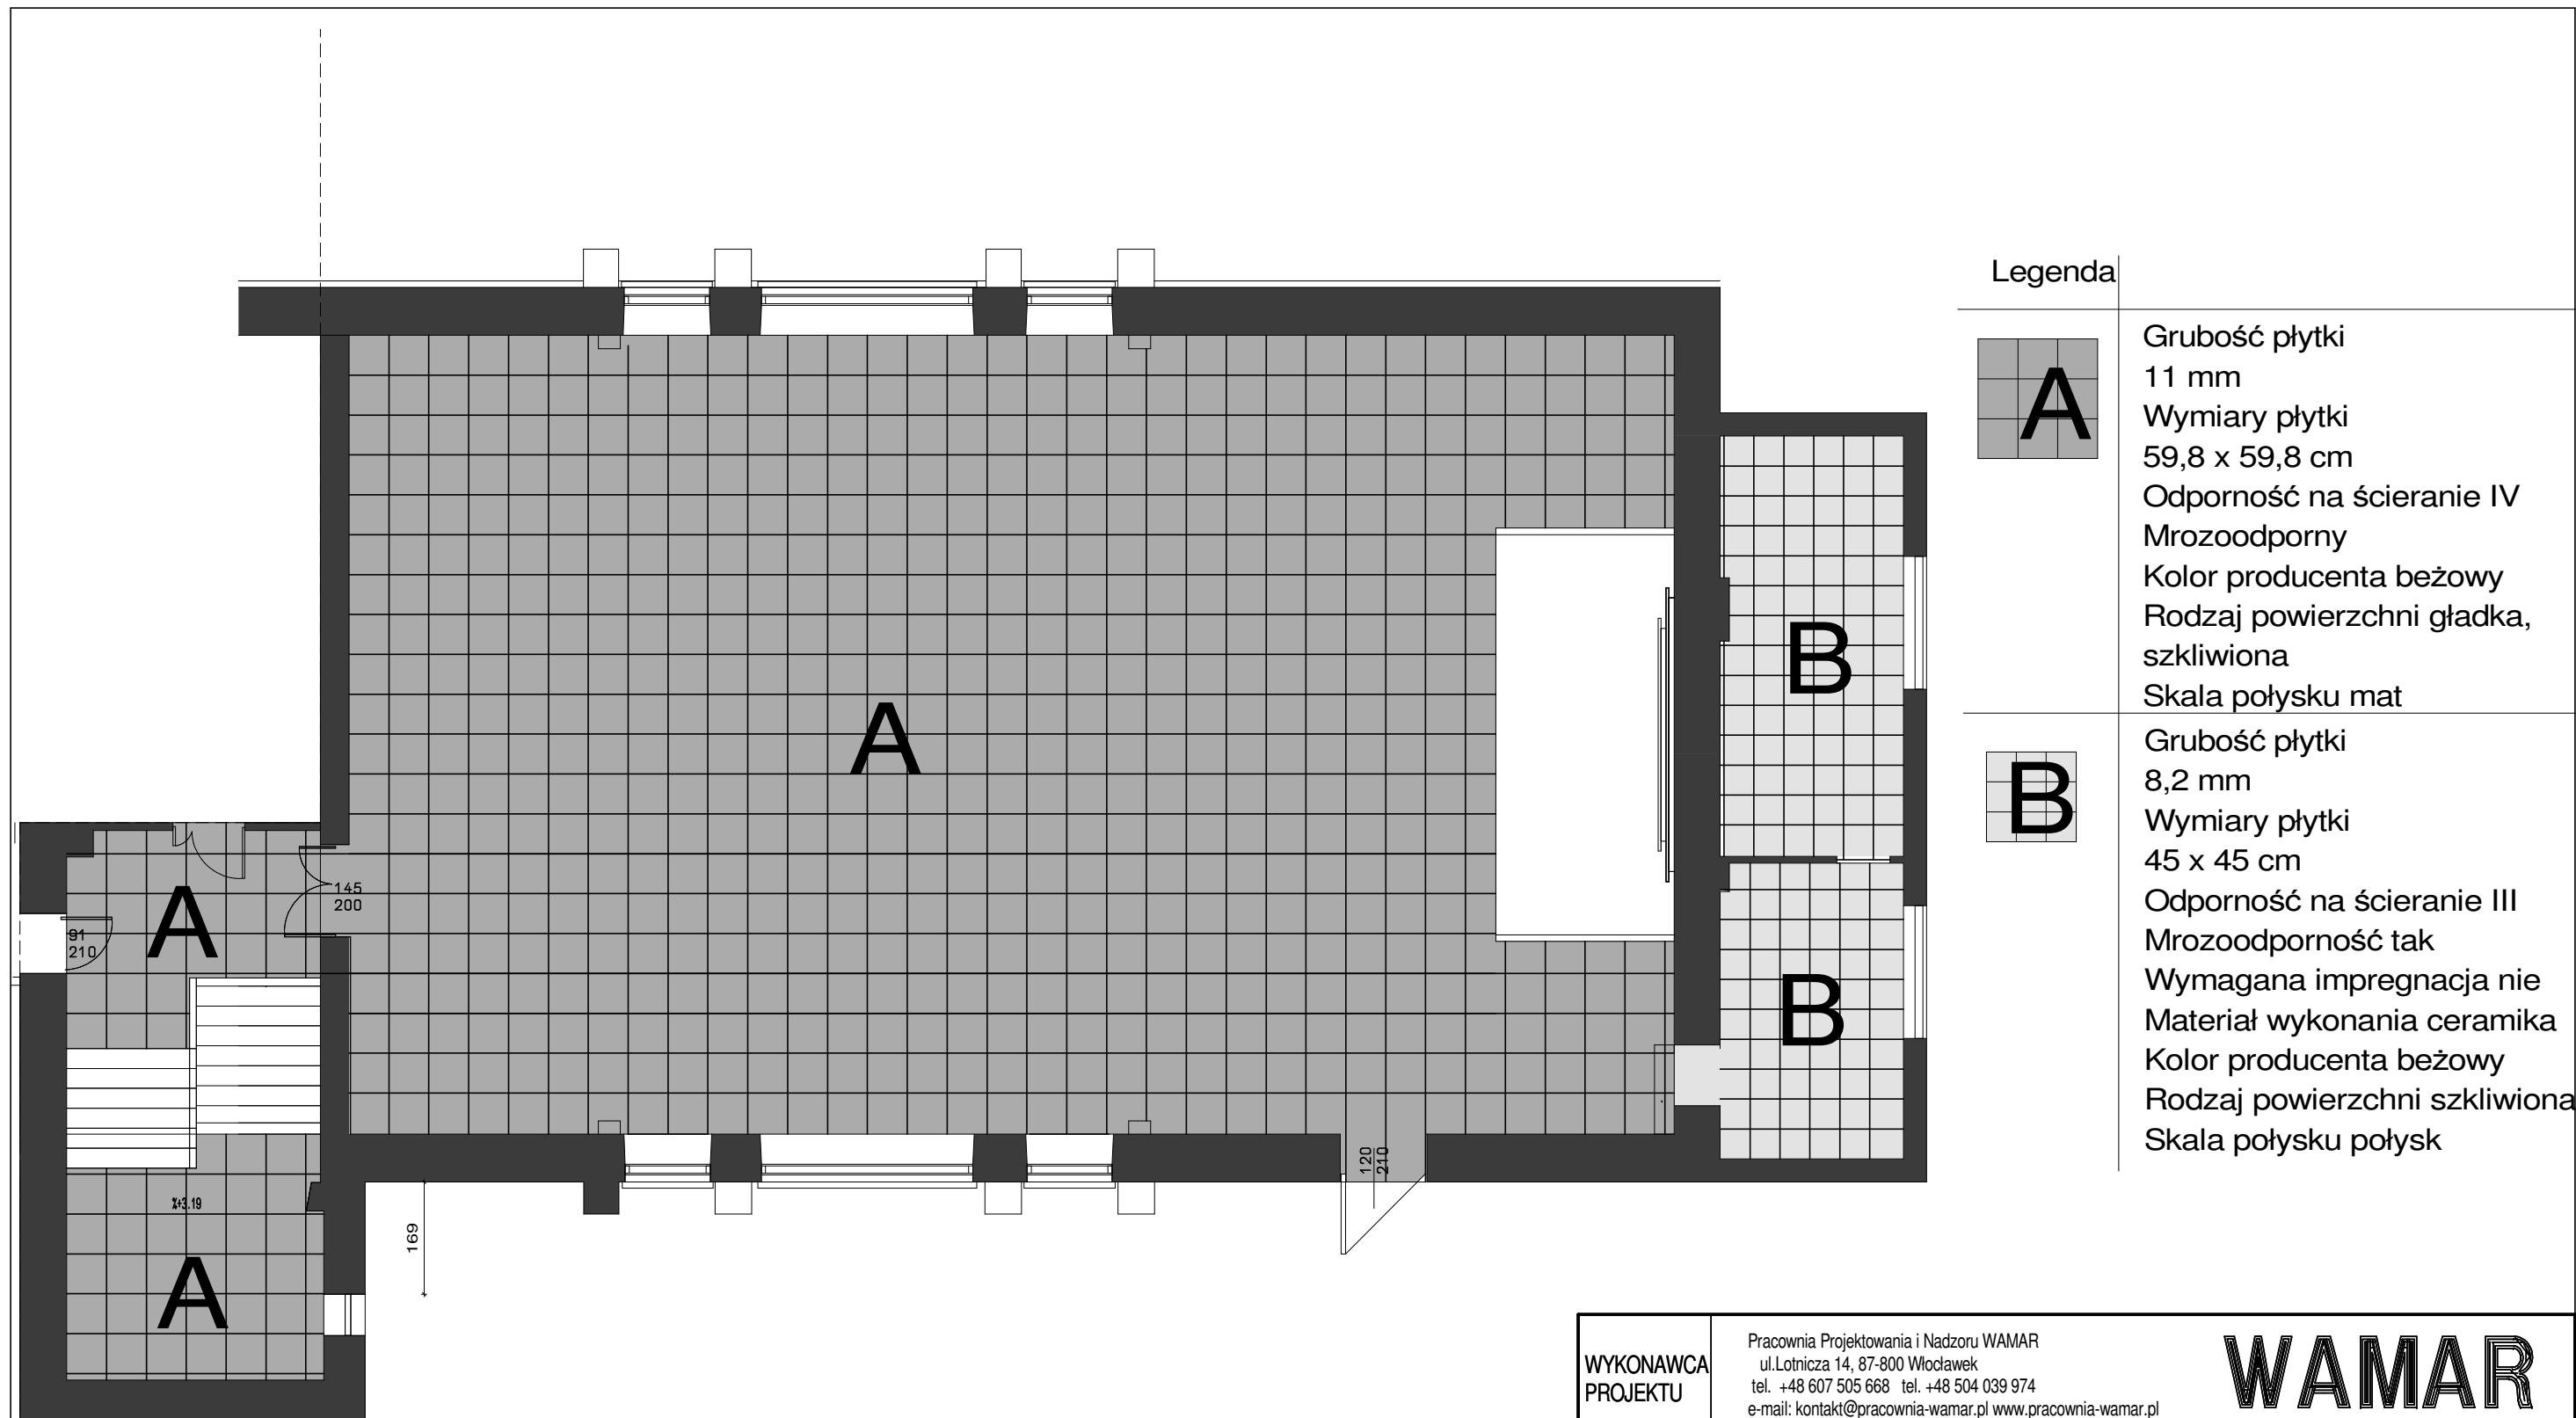 Legenda
A
Grubość płytki
11 mm
Wymiary płytki
59,8 x 59,8 cm
Odporność na ścieranie IV
Mrozoodporny
Kolor producenta beżowy
Rodzaj powierzchni gładka,
szkliwiona
Skala połysku mat
B
Grubość płytki
8,2 mm
Wymiary płytki
45 x 45 cm
Odporność na ścieranie III
Mrozoodporność tak
Wymagana impregnacja nie
Materiał wykonania ceramika
Kolor producenta beżowy
Rodzaj powierzchni szkliwiona
Skala połysku połysk
A
B
B
A
A
145
200
91
210
120
210
169
+3.19
WYKONAWCA
PROJEKTU
Pracownia Projektowania i Nadzoru WAMAR
ul.Lotnicza 14, 87-800 Włocławek
tel. +48 607 505 668 tel. +48 504 039 974
e-mail: kontakt@pracownia-wamar.pl www.pracownia-wamar.pl
WAMAR